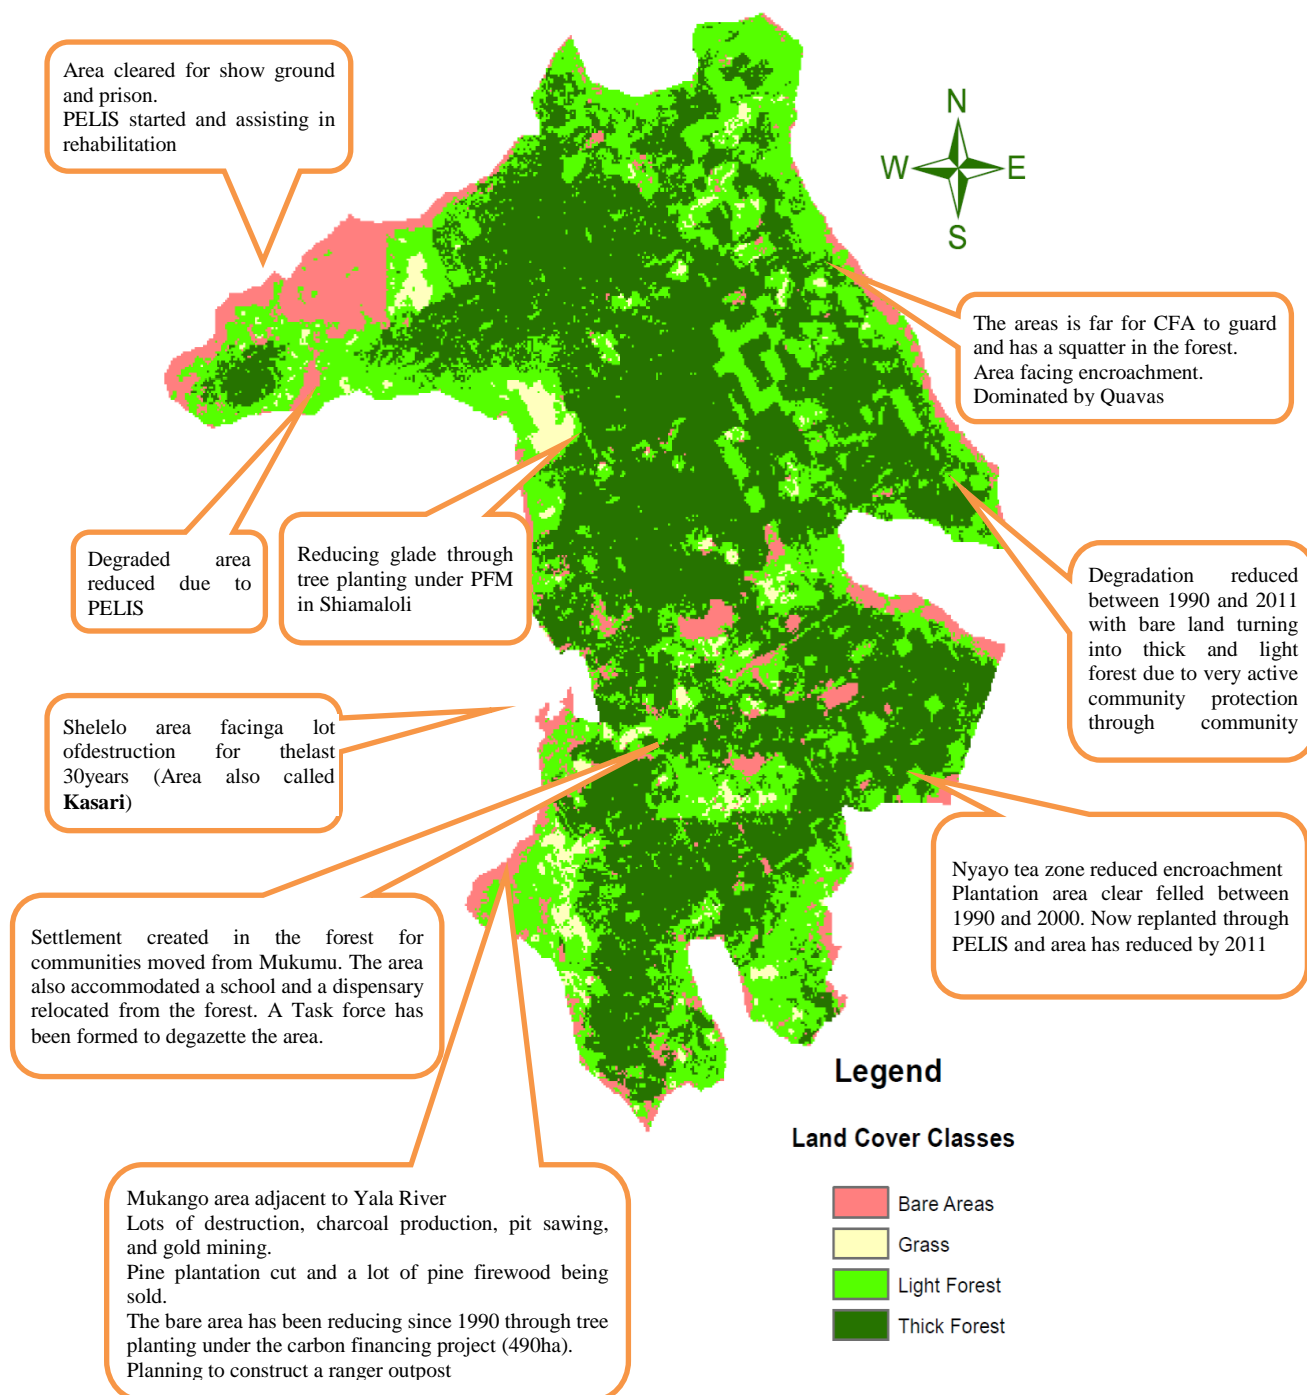 Area cleared for show ground
and prison.
PELIS started and assisting in
rehabilitation
N
W E
S
The areas is far for CFA to guard
and has a squatter in the forest.
Area facing encroachment.
Dominated by Quavas
Degraded area
reduced due to
PELIS
Reducing glade through
tree planting under PFM
in Shiamaloli
Degradation reduced
between 1990 and 2011
with bare land turning
into thick and light
forest due to very active
community protection
through community
Shelelo area facinga lot
ofdestruction for thelast
30years (Area also called
Kasari)
Nyayo tea zone reduced encroachment
Plantation area clear felled between
1990 and 2000. Now replanted through
PELIS and area has reduced by 2011
Settlement created in the forest for
communities moved from Mukumu. The area
also accommodated a school and a dispensary
relocated from the forest. A Task force has
been formed to degazette the area.
Mukango area adjacent to Yala River
Lots of destruction, charcoal production, pit sawing,
and gold mining.
Pine plantation cut and a lot of pine firewood being
sold.
The bare area has been reducing since 1990 through tree
planting under the carbon financing project (490ha).
Planning to construct a ranger outpost
Legend
Land Cover Classes
Bare Areas
Grass
Light Forest
Thick Forest